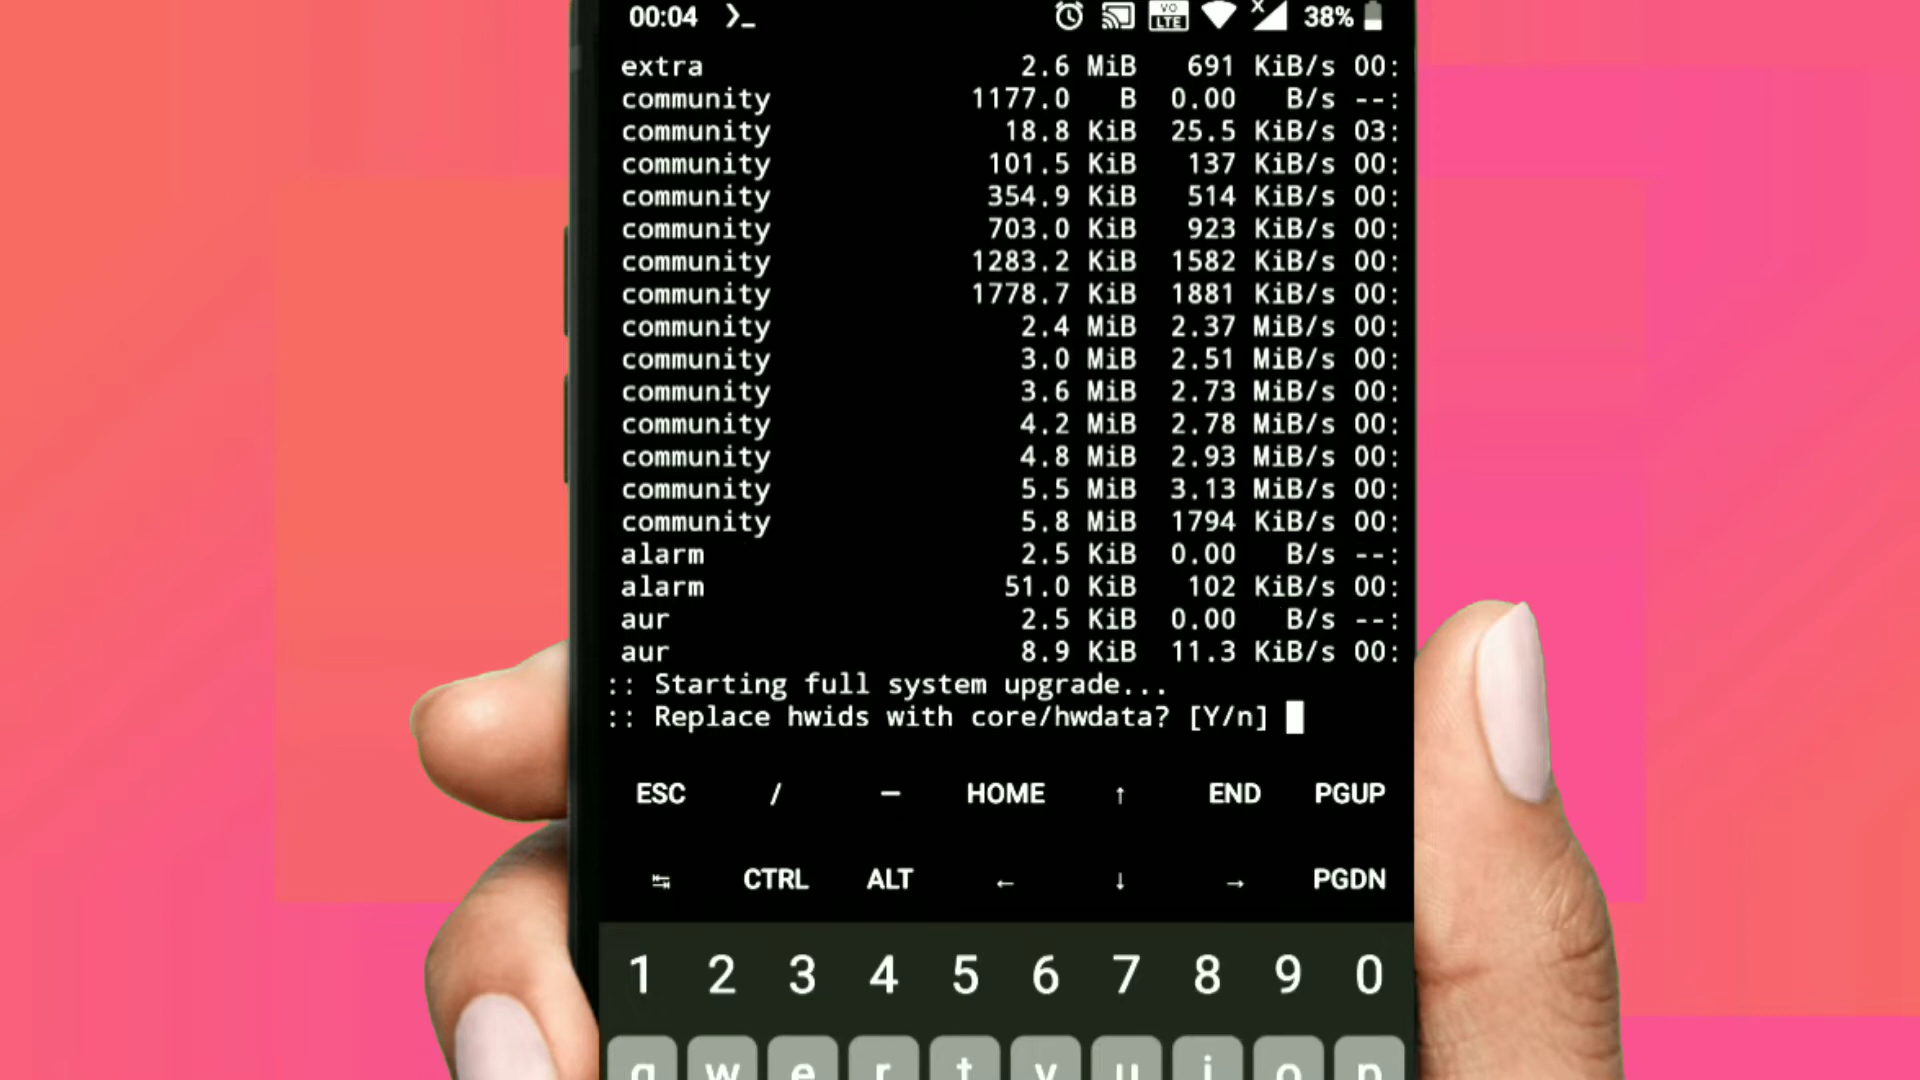 00:04 VO LTE 38%
extra 2.6 MiB 691 KiB/s 00:
community 1177.0 B 0.00 B/s --:
community 18.8 KiB 25.5 KiB/s 03:
community 101.5 KiB 137 KiB/s 00:
community 354.9 KiB 514 KiB/s 00:
community 703.0 KiB 923 KiB/s 00:
community 1283.2 KiB 1582 KiB/s 00:
community 1778.7 KiB 1881 KiB/s 00:
community 2.4 MiB 2.37 MiB/s 00:
community 3.0 MiB 2.51 MiB/s 00:
community 3.6 MiB 2.73 MiB/s 00:
community 4.2 MiB 2.78 MiB/s 00:
community 4.8 MiB 2.93 MiB/s 00:
community 5.5 MiB 3.13 MiB/s 00:
community 5.8 MiB 1794 KiB/s 00:
alarm 2.5 KiB 0.00 B/s --:
alarm 51.0 KiB 102 KiB/s 00:
aur 2.5 KiB 0.00 B/s --:
aur 8.9 KiB 11.3 KiB/s 00:
:: Starting full system upgrade...
:: Replace hwids with core/hwdata? [Y/n]
ESC / — HOME ↑ END PGUP
↹ CTRL ALT ← ↓ → PGDN
1 2 3 4 5 6 7 8 9 0
q w e r t y u i o p